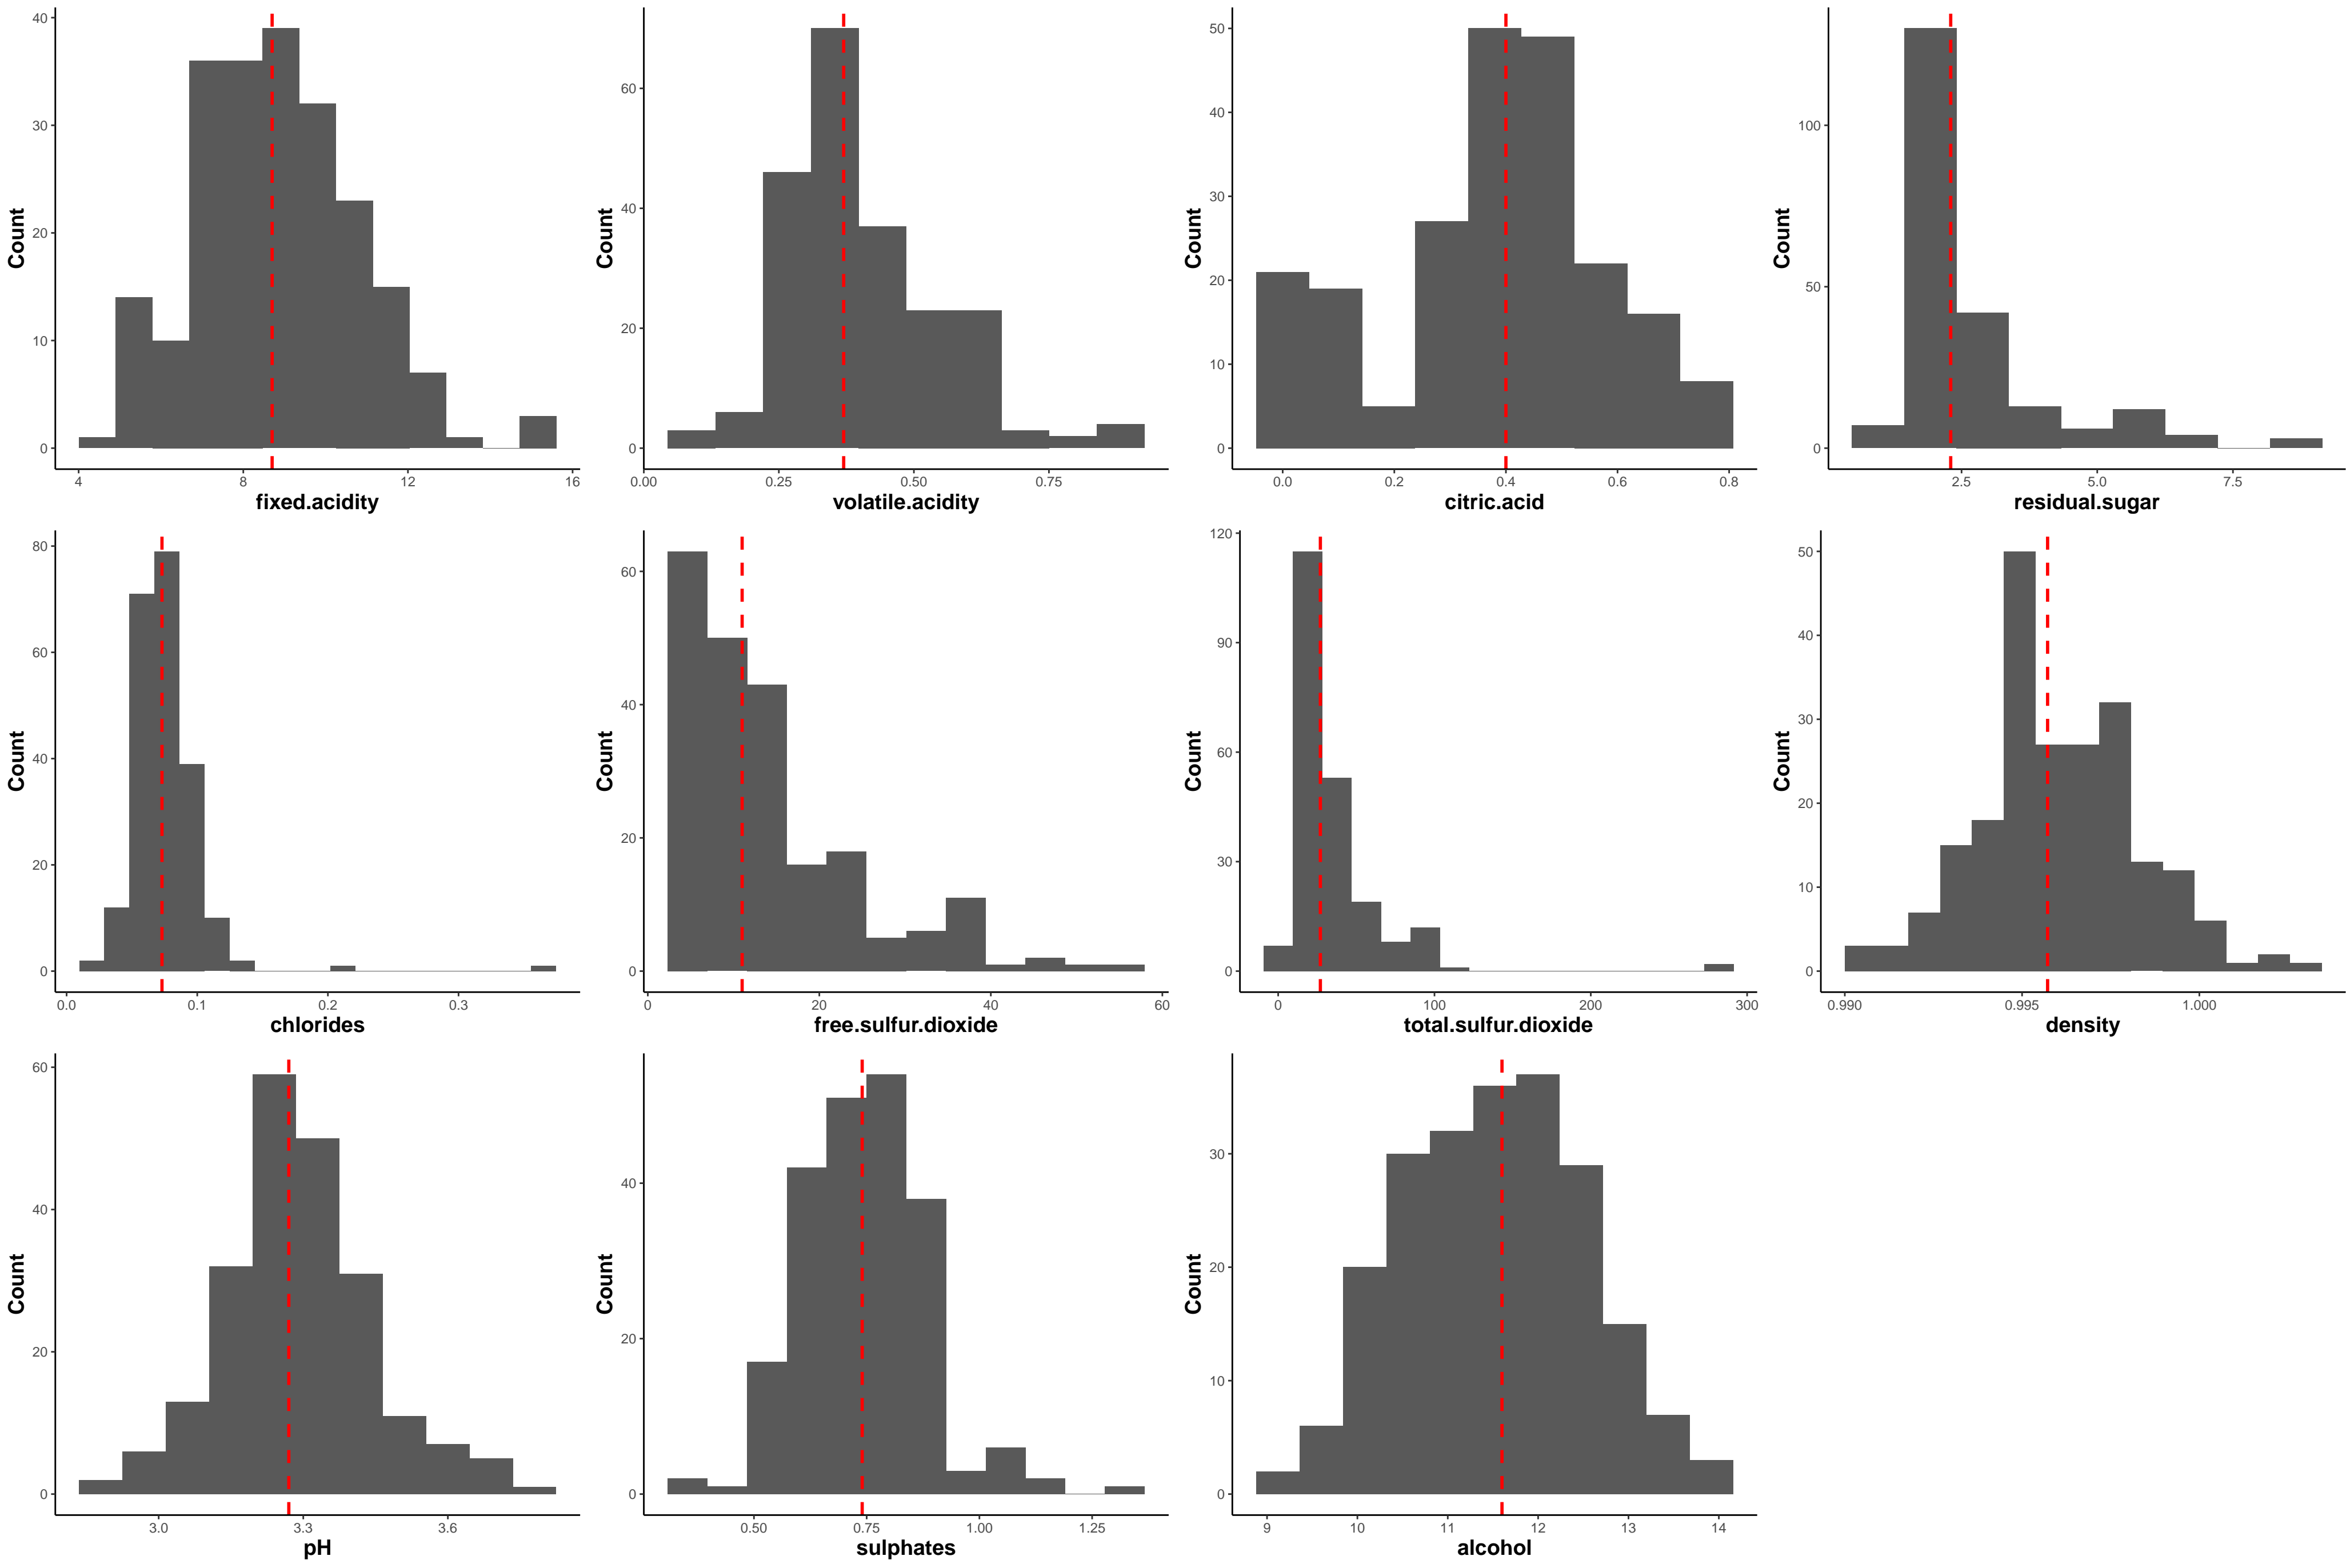 40
30
20
10
0
Count
4 8 12 16
fixed.acidity
60
40
20
0
Count
0.00 0.25 0.50 0.75
volatile.acidity
50
40
30
20
10
0
Count
0.0 0.2 0.4 0.6 0.8
citric.acid
100
50
0
Count
2.5 5.0 7.5
residual.sugar
80
60
40
20
0
Count
0.0 0.1 0.2 0.3
chlorides
60
40
20
0
Count
0 20 40 60
free.sulfur.dioxide
120
90
60
30
0
Count
0 100 200 300
total.sulfur.dioxide
50
40
30
20
10
0
Count
0.990 0.995 1.000
density
60
40
20
0
Count
3.0 3.3 3.6
pH
40
20
0
Count
0.50 0.75 1.00 1.25
sulphates
30
20
10
0
Count
9 10 11 12 13 14
alcohol